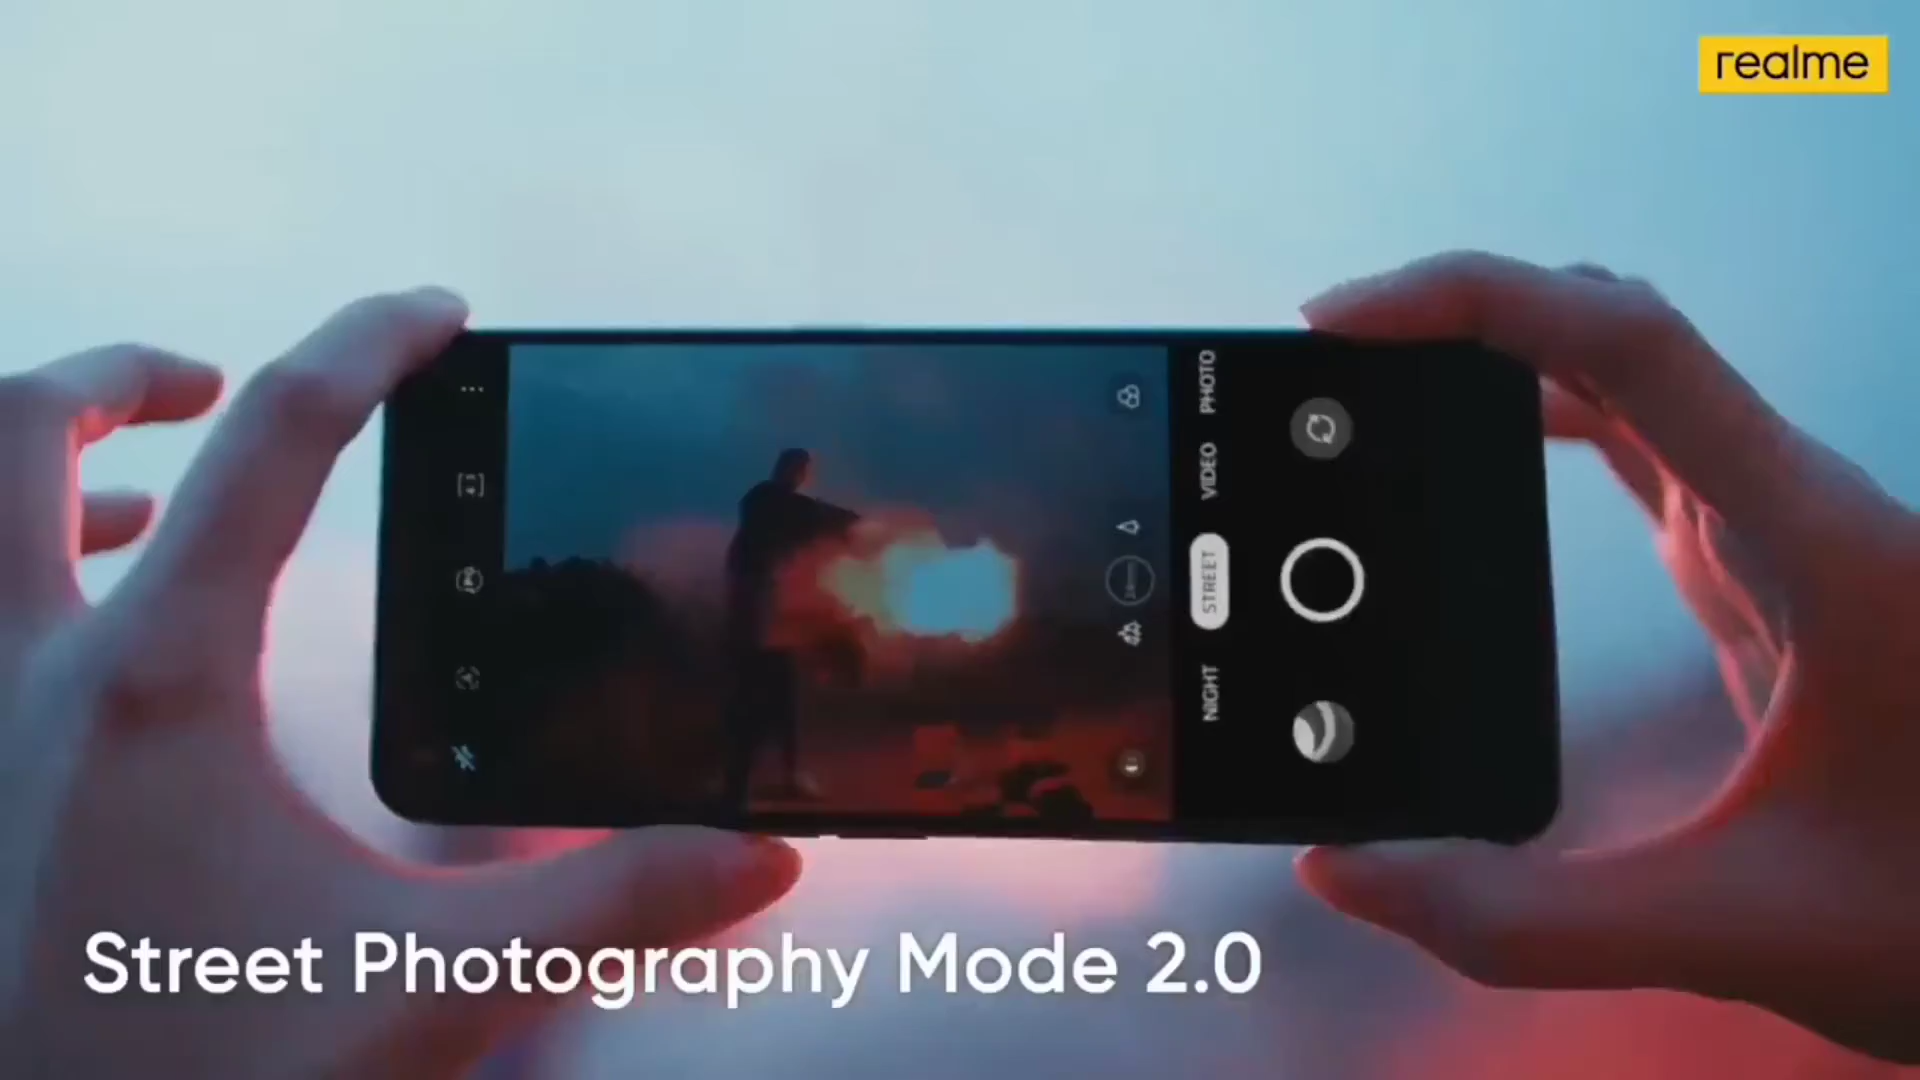 realme
PHOTO
VIDEO
STREET
NIGHT
Street Photography Mode 2.0